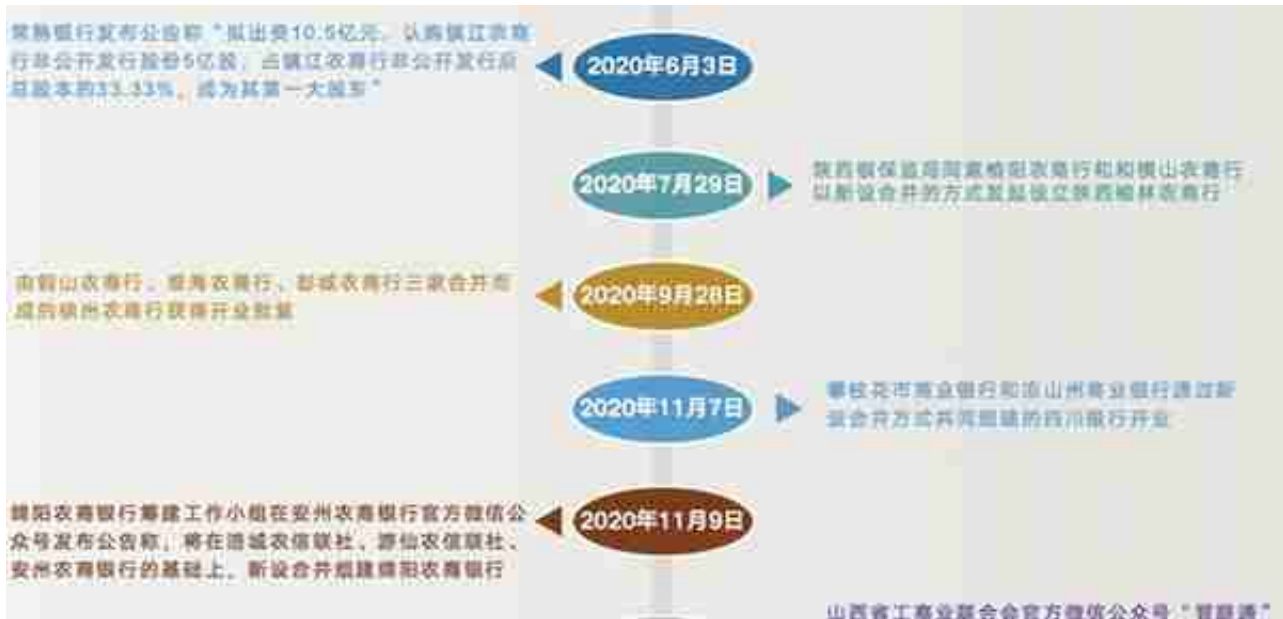 常熟银行发布公告称“拟出资10.5亿元，认购镇江农商
行非公开发行股份5亿股，占镇江农商行非公开发行后
总股本的33.33%，成为其第一大股东”
2020年6月3日
2020年7月29日
陕西银保监局同意榆阳农商行和和横山农商行
以新设合并的方式发起设立陕西榆林农商行
由铜山农商行、淮海农商行、彭城农商行三家合并而
成的徐州农商行获得开业批复
2020年9月28日
2020年11月7日
攀枝花市商业银行和凉山州商业银行通过新
设合并方式共同组建的四川银行开业
绵阳农商银行筹建工作小组在安州农商银行官方微信公
众号发布公告称，将在涪城农信联社、游仙农信联社、
安州农商银行的基础上，新设合并组建绵阳农商银行
2020年11月9日
山西省工商业联合会官方微信公众号“晋联通”